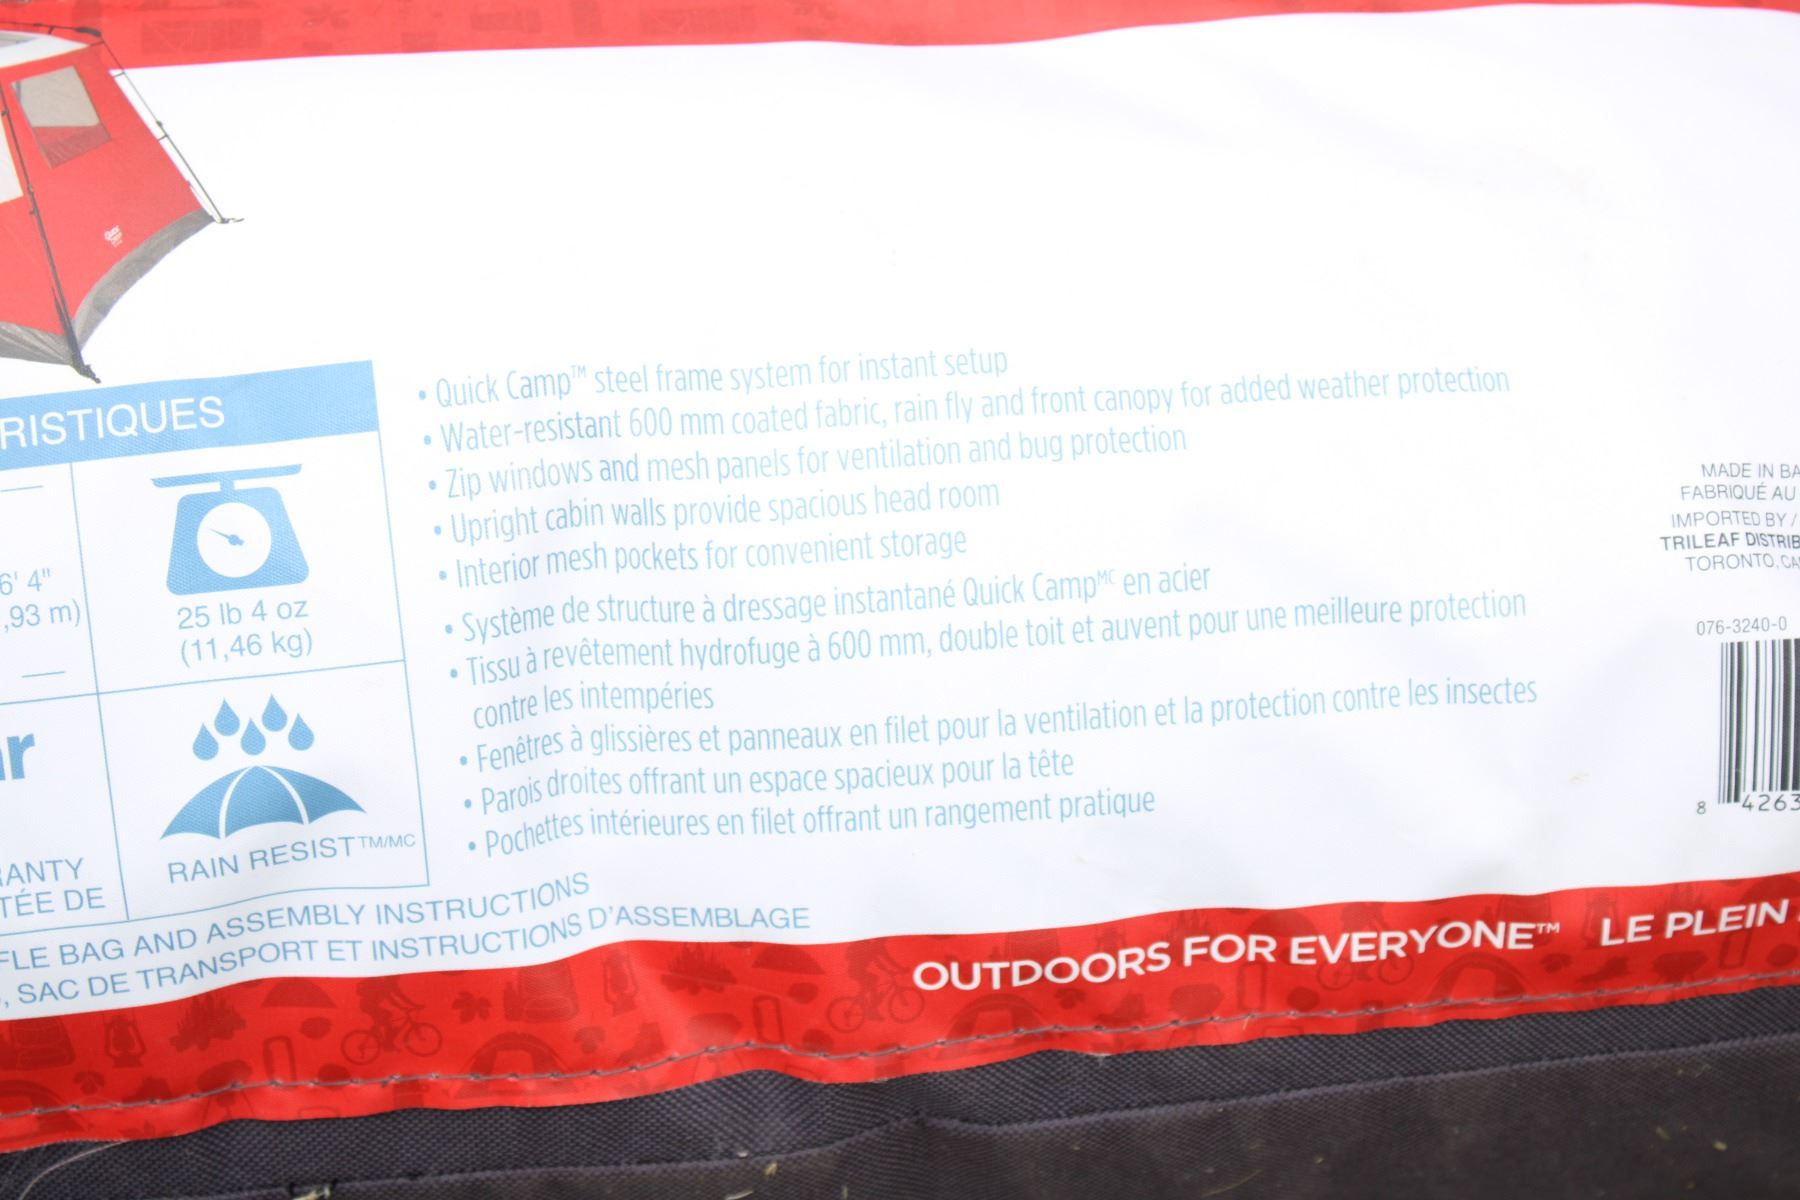 RISTIQUES
6' 4"
,93 m)
25 lb 4 oz
(11,46 kg)
RAIN RESIST™/MC
• Quick Camp™ steel frame system for instant setup
• Water-resistant 600 mm coated fabric, rain fly and front canopy for added weather protection
• Zip windows and mesh panels for ventilation and bug protection
• Upright cabin walls provide spacious head room
• Interior mesh pockets for convenient storage
• Système de structure à dressage instantané Quick Camp<sup>MC</sup> en acier
• Tissu à revêtement hydrofuge à 600 mm, double toit et auvent pour une meilleure protection
contre les intempéries
• Fenêtres à glissières et panneaux en filet pour la ventilation et la protection contre les insectes
• Parois droites offrant un espace spacieux pour la tête
• Pochettes intérieures en filet offrant un rangement pratique
MADE IN BA
FABRIQUÉ AU
IMPORTED BY /
TRILEAF DISTRIB
TORONTO, CA
076-3240-0
8 4263
ar
RANTY
TÉE DE
FLE BAG AND ASSEMBLY INSTRUCTIONS
, SAC DE TRANSPORT ET INSTRUCTIONS D'ASSEMBLAGE
OUTDOORS FOR EVERYONE™ LE PLEIN